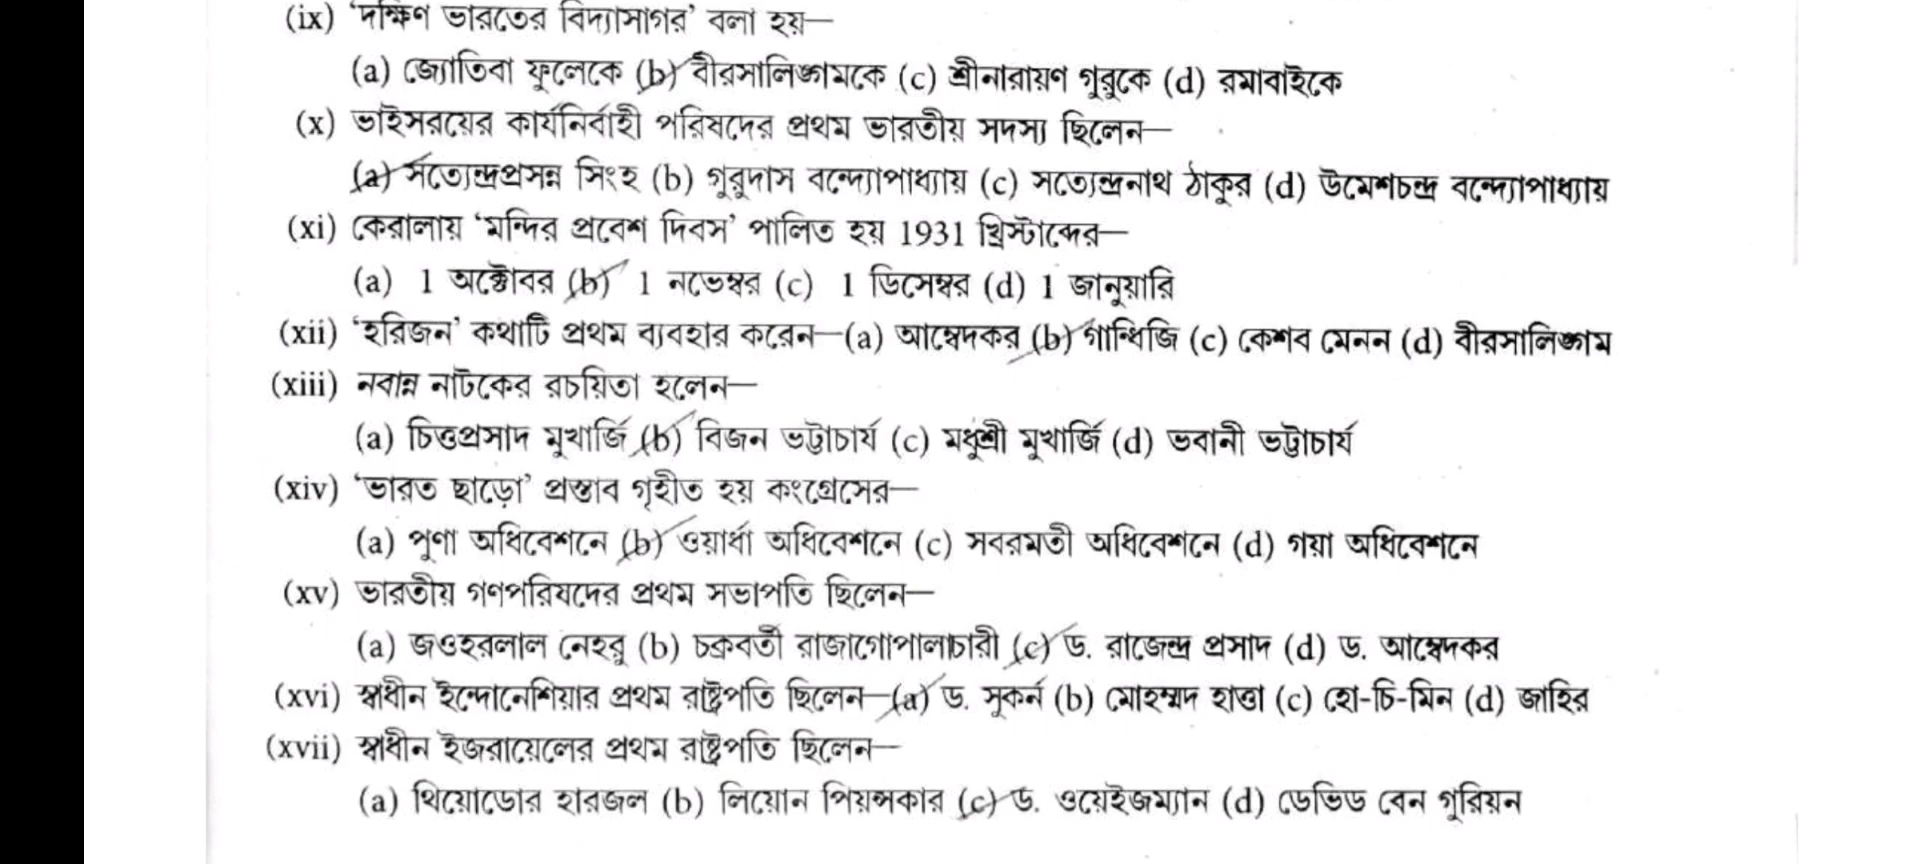 (ix) ‘দক্ষিণ ভারতের বিদ্যাসাগর’ বলা হয়—
(a) জ্যোতিবা ফুলেকে (b) বীরসালিঙ্গমকে (c) শ্রীনারায়ণ গুরুকে (d) রমাবাইকে
(x) ভাইসরয়ের কার্যনির্বাহী পরিষদের প্রথম ভারতীয় সদস্য ছিলেন—
(a) সত্যেন্দ্রপ্রসন্ন সিংহ (b) গুরুদাস বন্দ্যোপাধ্যায় (c) সত্যেন্দ্রনাথ ঠাকুর (d) উমেশচন্দ্র বন্দ্যোপাধ্যায়
(xi) কেরালায় ‘মন্দির প্রবেশ দিবস’ পালিত হয় 1931 খ্রিস্টাব্দের—
(a) 1 অক্টোবর (b) 1 নভেম্বর (c) 1 ডিসেম্বর (d) 1 জানুয়ারি
(xii) ‘হরিজন’ কথাটি প্রথম ব্যবহার করেন—(a) আম্বেদকর (b) গান্ধিজি (c) কেশব মেনন (d) বীরসালিঙ্গম
(xiii) নবান্ন নাটকের রচয়িতা হলেন—
(a) চিত্তপ্রসাদ মুখার্জি (b) বিজন ভট্টাচার্য (c) মধুশ্রী মুখার্জি (d) ভবানী ভট্টাচার্য
(xiv) ‘ভারত ছাড়ো’ প্রস্তাব গৃহীত হয় কংগ্রেসের—
(a) পুণা অধিবেশনে (b) ওয়ার্ধা অধিবেশনে (c) সবরমতী অধিবেশনে (d) গয়া অধিবেশনে
(xv) ভারতীয় গণপরিষদের প্রথম সভাপতি ছিলেন—
(a) জওহরলাল নেহরু (b) চক্রবর্তী রাজাগোপালাচারী (c) ড. রাজেন্দ্র প্রসাদ (d) ড. আম্বেদকর
(xvi) স্বাধীন ইন্দোনেশিয়ার প্রথম রাষ্ট্রপতি ছিলেন—(a) ড. সুকর্ন (b) মোহম্মদ হাত্তা (c) হো-চি-মিন (d) জাহির
(xvii) স্বাধীন ইজরায়েলের প্রথম রাষ্ট্রপতি ছিলেন—
(a) থিয়োডোর হারজল (b) লিয়োন পিয়ন্সকার (c) ড. ওয়েইজম্যান (d) ডেভিড বেন গুরিয়ন